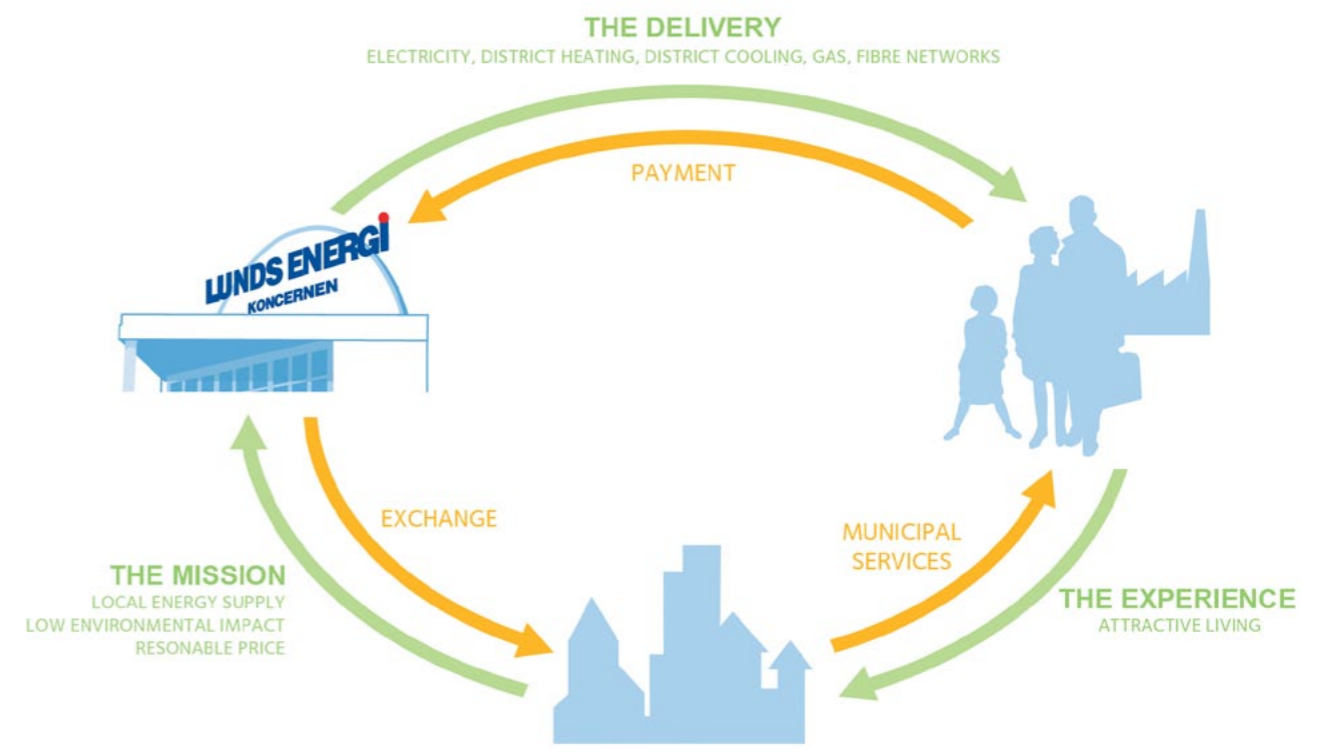 THE DELIVERY
ELECTRICITY, DISTRICT HEATING, DISTRICT COOLING, GAS, FIBRE NETWORKS
PAYMENT
LUNDS ENERGI
KONCERNEN
EXCHANGE
MUNICIPAL
SERVICES
THE MISSION
LOCAL ENERGY SUPPLY
LOW ENVIRONMENTAL IMPACT
RESONABLE PRICE
THE EXPERIENCE
ATTRACTIVE LIVING